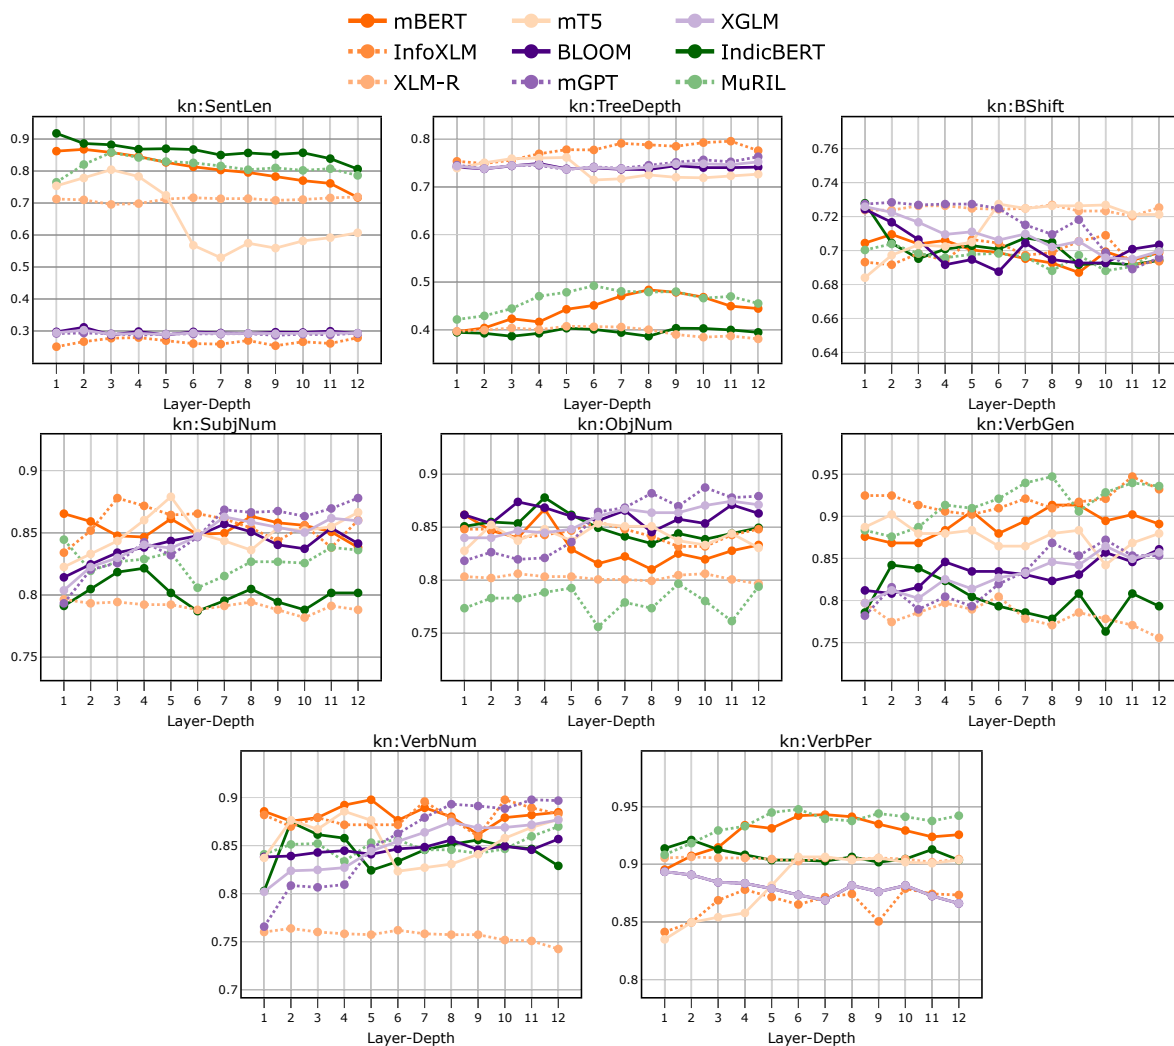 mBERT mT5 XGLM
InfoXLM BLOOM IndicBERT
XLM-R mGPT MuRIL
kn:SentLen
0.9
0.8
0.7
0.6
0.5
0.4
0.3
1 2 3 4 5 6 7 8 9 10 11 12
Layer-Depth
kn:TreeDepth
0.8
0.7
0.5
0.4
1 2 3 4 5 6 7 8 9 10 11 12
Layer-Depth
kn:BShift
0.76
0.72
0.7
0.68
0.64
1 2 3 4 5 6 7 8 9 10 11 12
Layer-Depth
kn:SubjNum
0.9
0.85
0.8
0.75
1 2 3 4 5 6 7 8 9 10 11 12
Layer-Depth
kn:ObjNum
0.9
0.85
0.8
0.75
1 2 3 4 5 6 7 8 9 10 11 12
Layer-Depth
kn:VerbGen
0.95
0.9
0.85
0.8
0.75
1 2 3 4 5 6 7 8 9 10 11 12
Layer-Depth
kn:VerbNum
0.9
0.85
0.8
0.75
0.7
1 2 3 4 5 6 7 8 9 10 11 12
Layer-Depth
kn:VerbPer
0.95
0.9
0.85
0.8
1 2 3 4 5 6 7 8 9 10 11 12
Layer-Depth